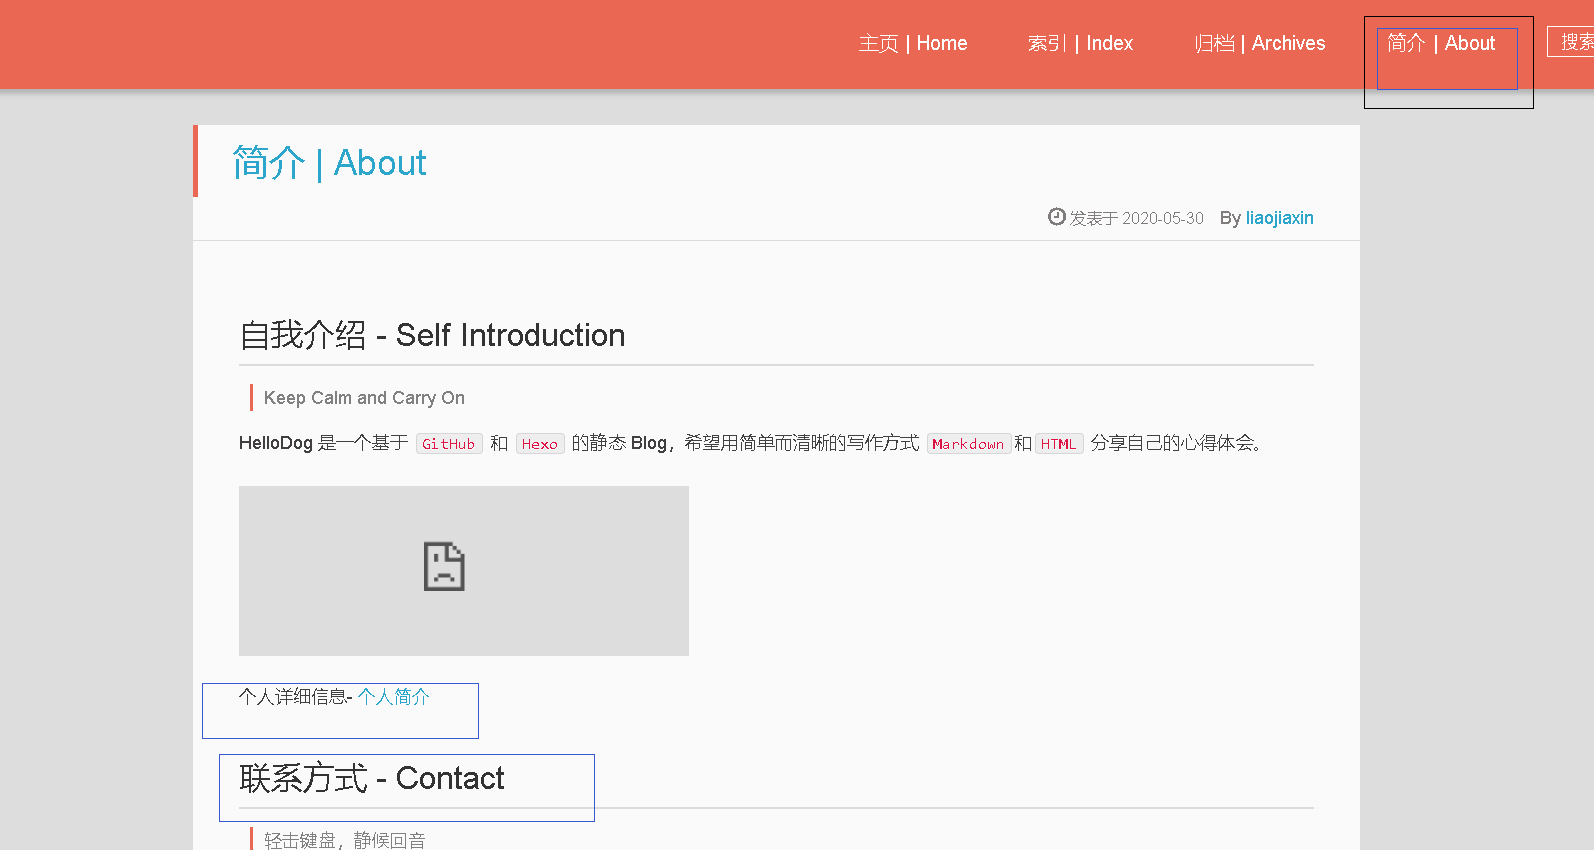 主页 | Home 索引 | Index 归档 | Archives 简介 | About 搜索
简介 | About
发表于 2020-05-30 By liaojiaxin
自我介绍 - Self Introduction
Keep Calm and Carry On
HelloDog 是一个基于 GitHub 和 Hexo 的静态 Blog，希望用简单而清晰的写作方式 Markdown 和 HTML 分享自己的心得体会。
个人详细信息- 个人简介
联系方式 - Contact
轻击键盘，静候回音